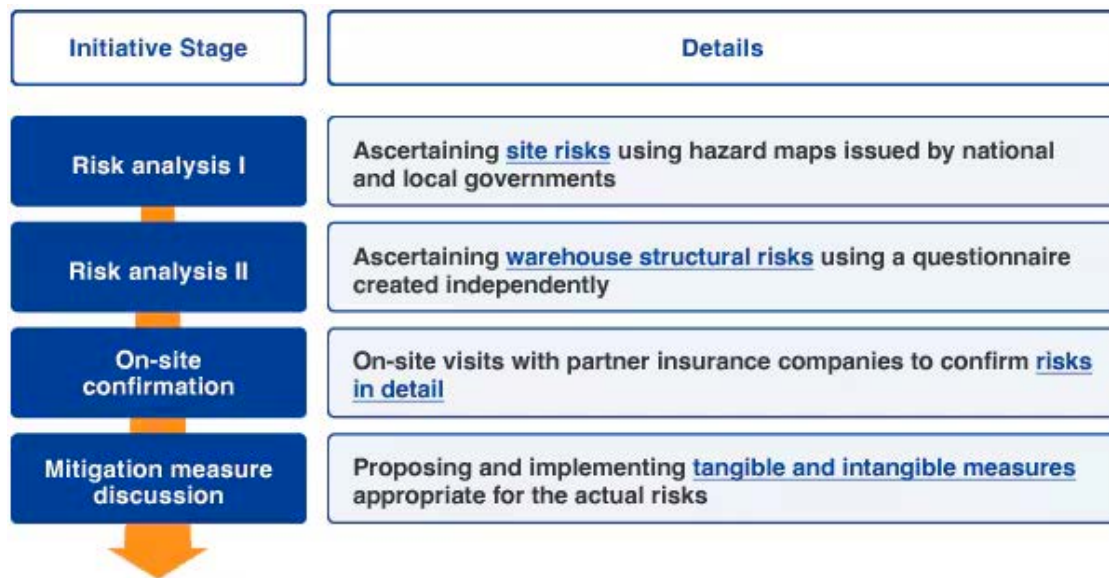 Initiative Stage
Details
Risk analysis I
Ascertaining site risks using hazard maps issued by national
and local governments
Risk analysis II
Ascertaining warehouse structural risks using a questionnaire
created independently
On-site
confirmation
On-site visits with partner insurance companies to confirm risks
in detail
Mitigation measure
discussion
Proposing and implementing tangible and intangible measures
appropriate for the actual risks